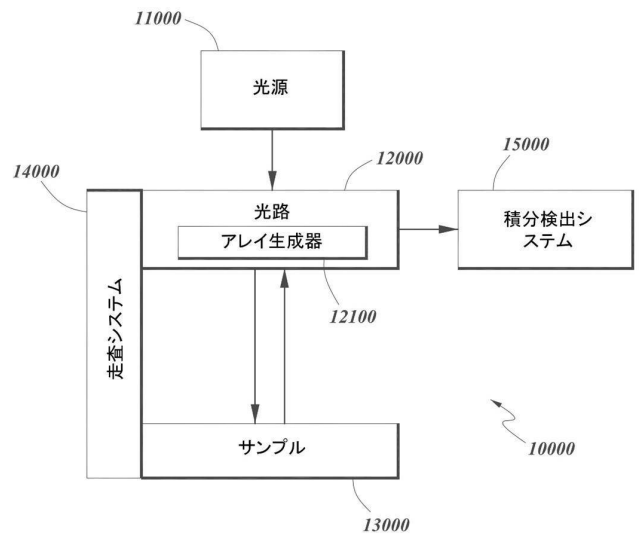 11000
光源
14000
12000
15000
光路
アレイ生成器
積分検出シ
ステム
12100
走査システム
サンプル
10000
13000